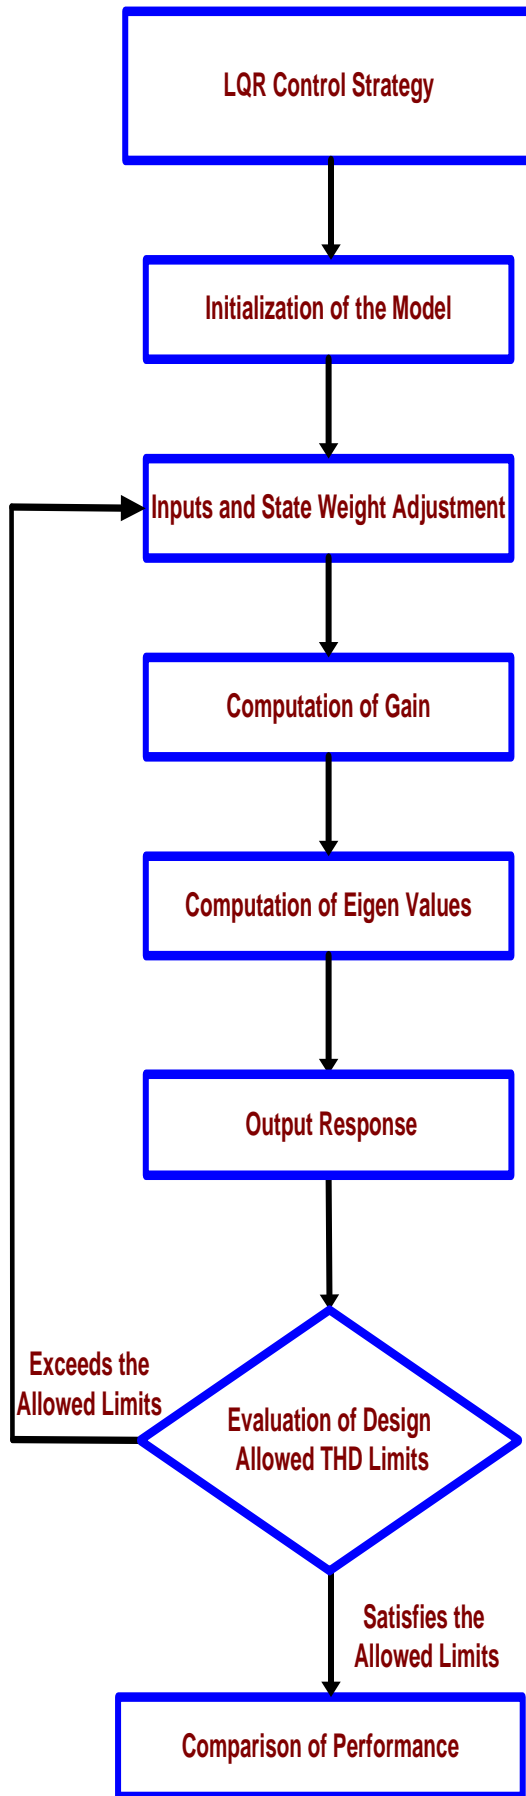 LQR Control Strategy
Initialization of the Model
Inputs and State Weight Adjustment
Computation of Gain
Computation of Eigen Values
Output Response
Exceeds the
Allowed Limits
Evaluation of Design
Allowed THD Limits
Satisfies the
Allowed Limits
Comparison of Performance